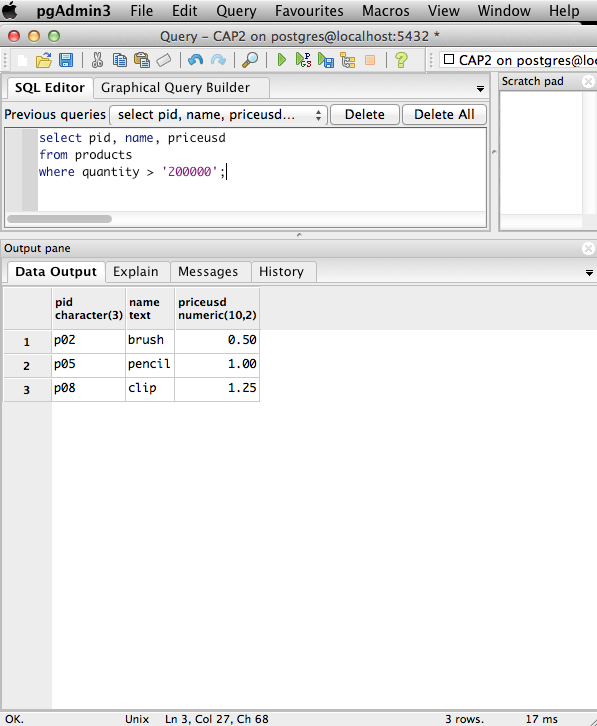 pgAdmin3 File Edit Query Favourites Macros View Window Help
Query - CAP2 on postgres@localhost:5432 *
CAP2 on postgres@loc
SQL Editor Graphical Query Builder
Scratch pad
Previous queries select pid, name, priceusd... Delete Delete All
select pid, name, priceusd
from products
where quantity > '200000';
Output pane
Data Output Explain Messages History
pid name priceusd
character(3) text numeric(10,2)
1 p02 brush 0.50
2 p05 pencil 1.00
3 p08 clip 1.25
OK. Unix Ln 3, Col 27, Ch 68 3 rows. 17 ms